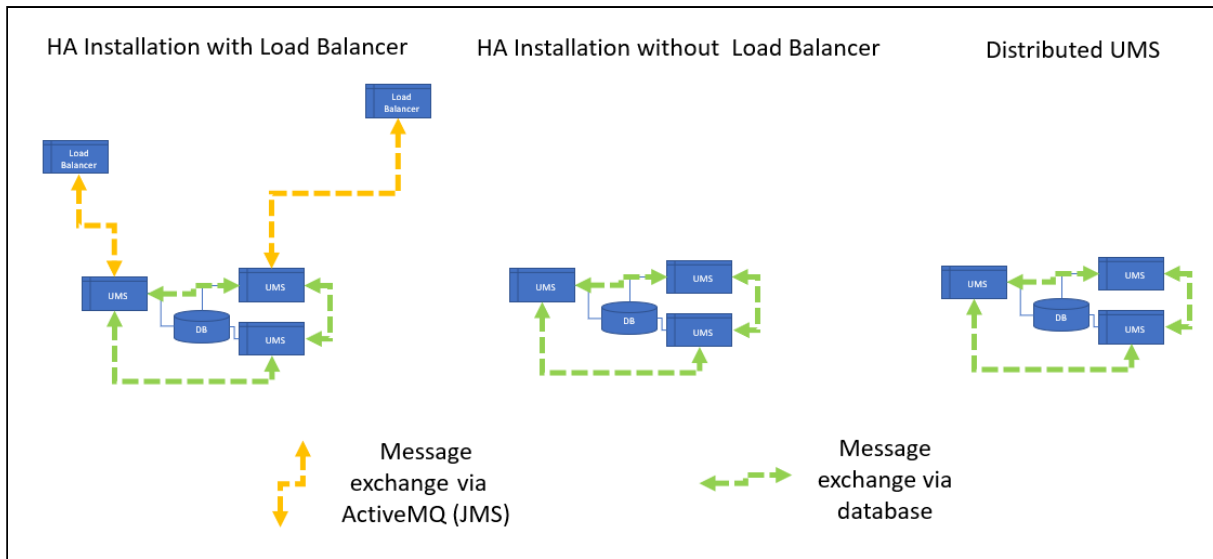 HA Installation with Load Balancer
HA Installation without Load Balancer
Distributed UMS
Load
Balancer
Load
Balancer
UMS
UMS
DB
UMS
UMS
UMS
DB
UMS
UMS
UMS
DB
UMS
Message
exchange via
ActiveMQ (JMS)
Message
exchange via
database